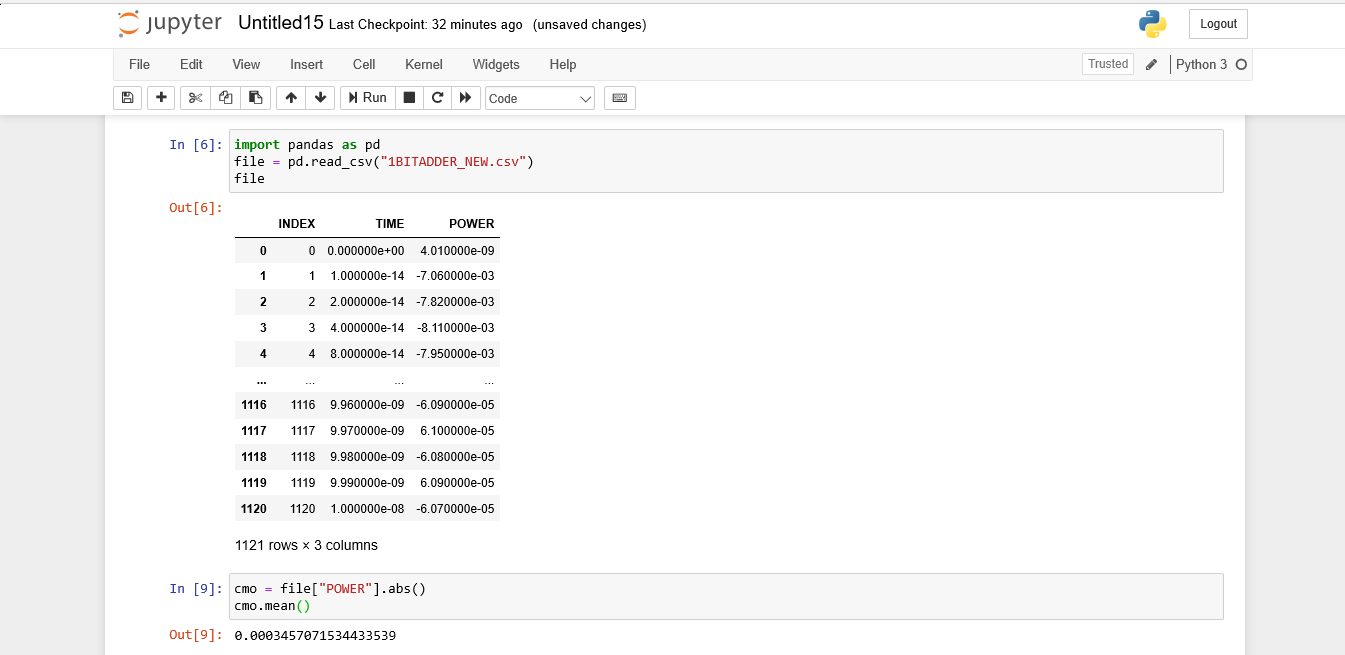 jupyter Untitled15 Last Checkpoint: 32 minutes ago (unsaved changes) Logout
File Edit View Insert Cell Kernel Widgets Help Trusted Python 3
Run Code
In [6]: import pandas as pd
file = pd.read_csv("1BITADDER_NEW.csv")
file
Out[6]:
INDEX TIME POWER
0 0 0.000000e+00 4.010000e-09
1 1 1.000000e-14 -7.060000e-03
2 2 2.000000e-14 -7.820000e-03
3 3 4.000000e-14 -8.110000e-03
4 4 8.000000e-14 -7.950000e-03
... ... ... ...
1116 1116 9.960000e-09 -6.090000e-05
1117 1117 9.970000e-09 6.100000e-05
1118 1118 9.980000e-09 -6.080000e-05
1119 1119 9.990000e-09 6.090000e-05
1120 1120 1.000000e-08 -6.070000e-05
1121 rows × 3 columns
In [9]: cmo = file["POWER"].abs()
cmo.mean()
Out[9]: 0.0003457071534433539